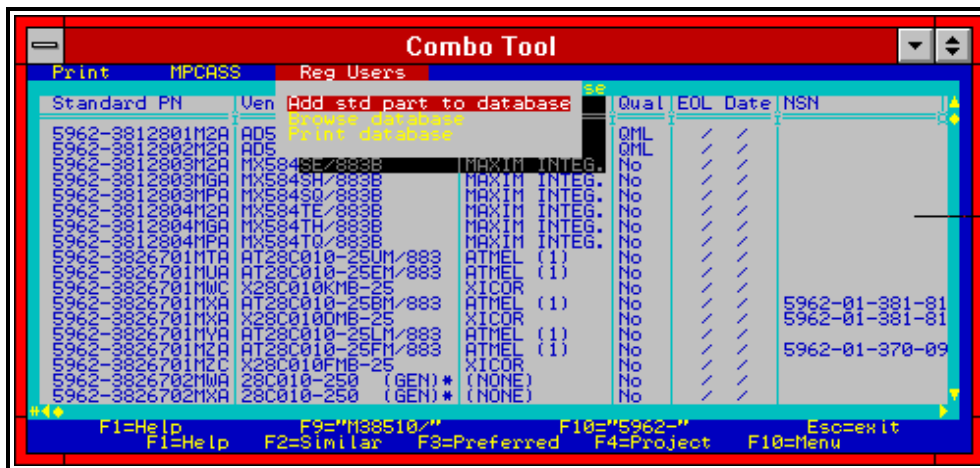 Combo Tool
Print MPCASS Reg Users
se
Standard PN Ven Add std part to database Qual EOL Date NSN
Browse database
5962-3812801M2A AD5 Print database QML / /
5962-3812802M2A AD5 QML / /
5962-3812803M2A MX584SE/883B MAXIM INTEG. No / /
5962-3812803MGA MX584SH/883B MAXIM INTEG. No / /
5962-3812803MPA MX584SQ/883B MAXIM INTEG. No / /
5962-3812804M2A MX584TE/883B MAXIM INTEG. No / /
5962-3812804MGA MX584TH/883B MAXIM INTEG. No / /
5962-3812804MPA MX584TQ/883B MAXIM INTEG. No / /
5962-3826701MTA AT28C010-25UM/883 ATMEL (1) No / /
5962-3826701MUA AT28C010-25EM/883 ATMEL (1) No / /
5962-3826701MWC X28C010KMB-25 XICOR No / /
5962-3826701MXA AT28C010-25BM/883 ATMEL (1) No / / 5962-01-381-81
5962-3826701MXA X28C010DMB-25 XICOR No / / 5962-01-381-81
5962-3826701MYA AT28C010-25LM/883 ATMEL (1) No / /
5962-3826701MZA AT28C010-25FM/883 ATMEL (1) No / / 5962-01-370-09
5962-3826701MZC X28C010FMB-25 XICOR No / /
5962-3826702MWA 28C010-250 (GEN)* (NONE) No / /
5962-3826702MXA 28C010-250 (GEN)* (NONE) No / /
F1=Help F9="M38510/" F10="5962-" Esc=exit
F1=Help F2=Similar F3=Preferred F4=Project F10=Menu